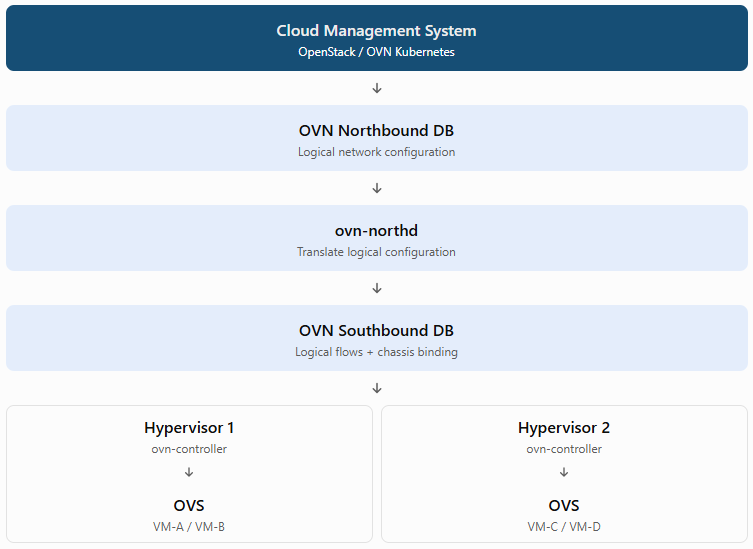 Cloud Management System
OpenStack / OVN Kubernetes
↓
OVN Northbound DB
Logical network configuration
↓
ovn-northd
Translate logical configuration
↓
OVN Southbound DB
Logical flows + chassis binding
↓
Hypervisor 1
ovn-controller
↓
OVS
VM-A / VM-B
Hypervisor 2
ovn-controller
↓
OVS
VM-C / VM-D